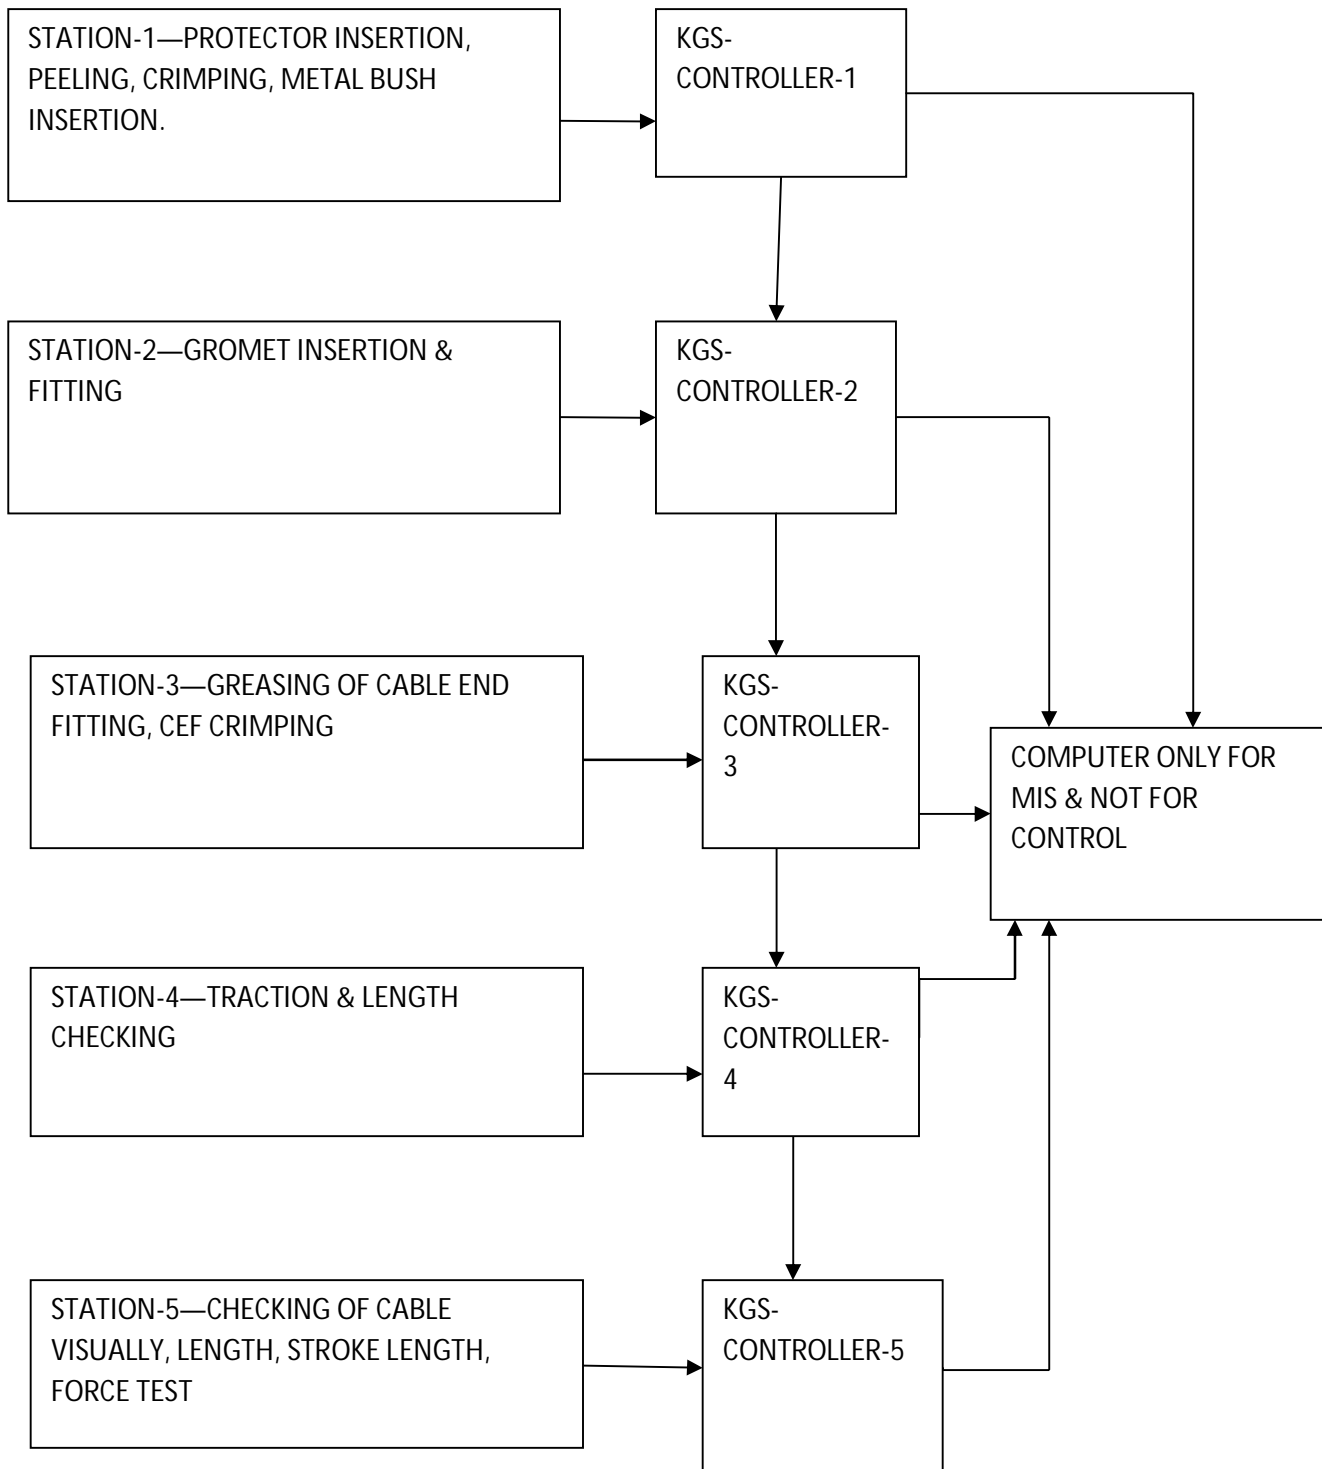 STATION-1—PROTECTOR INSERTION,
PEELING, CRIMPING, METAL BUSH
INSERTION.
KGS-
CONTROLLER-1
STATION-2—GROMET INSERTION &
FITTING
KGS-
CONTROLLER-2
STATION-3—GREASING OF CABLE END
FITTING, CEF CRIMPING
KGS-
CONTROLLER-
3
COMPUTER ONLY FOR
MIS & NOT FOR
CONTROL
STATION-4—TRACTION & LENGTH
CHECKING
KGS-
CONTROLLER-
4
STATION-5—CHECKING OF CABLE
VISUALLY, LENGTH, STROKE LENGTH,
FORCE TEST
KGS-
CONTROLLER-5